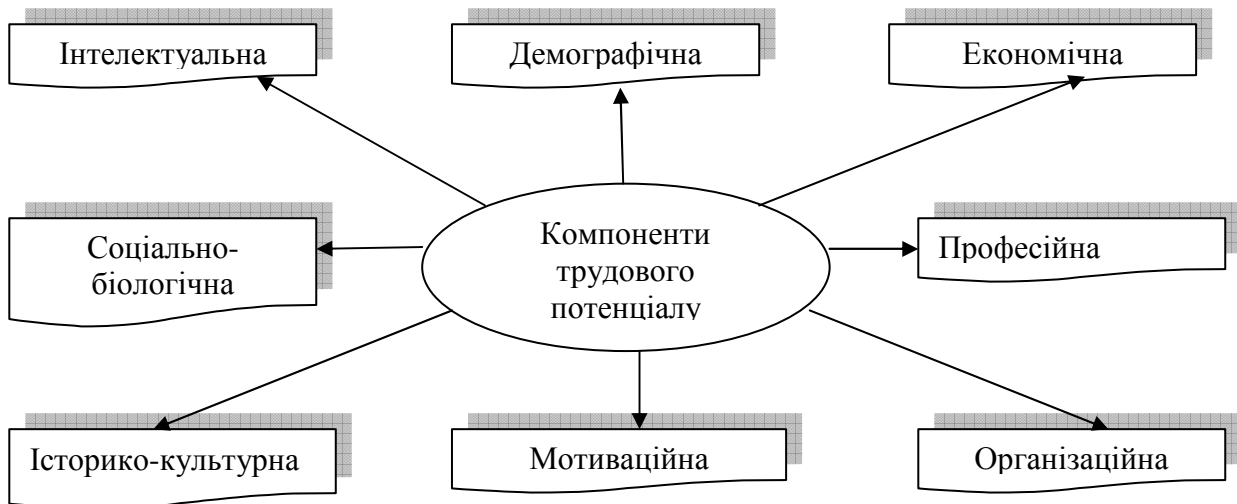 Інтелектуальна
Демографічна
Економічна
Соціально-
біологічна
Компоненти
трудового
потенціалу
Професійна
Історико-культурна
Мотиваційна
Організаційна